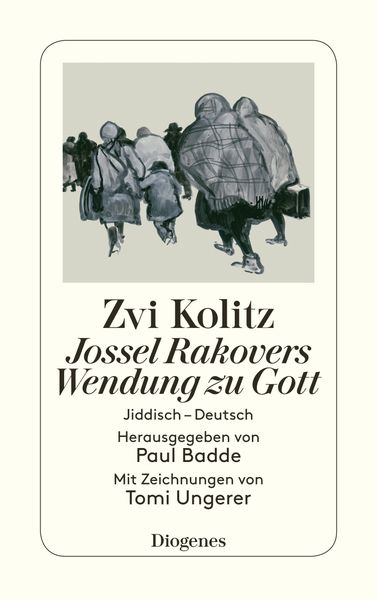 Zvi Kolitz
Jossel Rakovers
Wendung zu Gott
Jiddisch – Deutsch
Herausgegeben von
Paul Badde
Mit Zeichnungen von
Tomi Ungerer
Diogenes